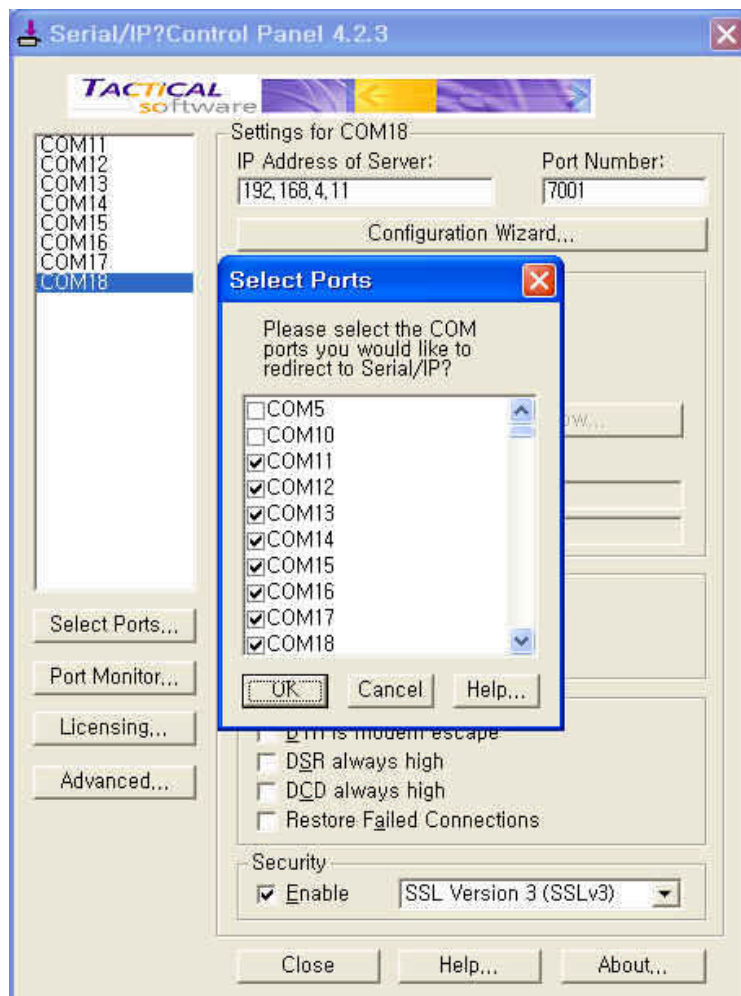 Serial/IP?Control Panel 4.2.3
TACTICAL
software
COM11
COM12
COM13
COM14
COM15
COM16
COM17
COM18
Settings for COM18
IP Address of Server:
Port Number:
192,168,4,11
7001
Configuration Wizard,,,
Select Ports
Please select the COM
ports you would like to
redirect to Serial/IP?
COM5
COM10
COM11
COM12
COM13
COM14
COM15
COM16
COM17
COM18
OK
Cancel
Help,,,
Select Ports,,,
Port Monitor,,,
Licensing,,,
Advanced,,,
DTR is modem escape
DSR always high
DCD always high
Restore Failed Connections
Security
Enable
SSL Version 3 (SSLv3)
Close
Help,,,
About,,,